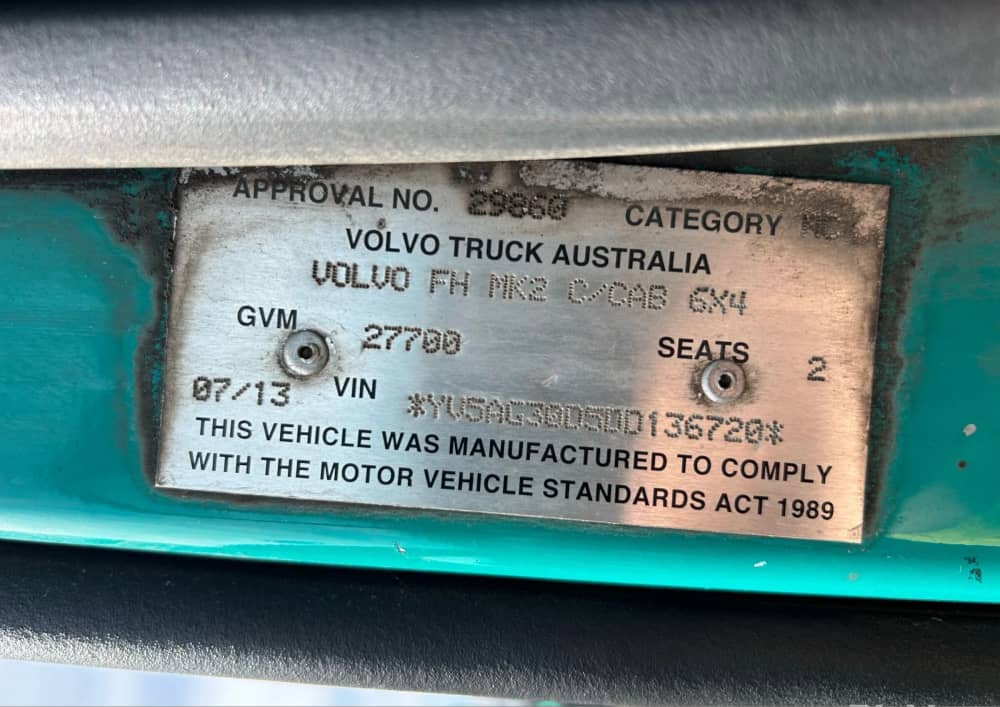 APPROVAL NO. 29860 CATEGORY
VOLVO TRUCK AUSTRALIA
VOLVO FH MK2 C/CAB 6X4
GVM 27700 SEATS 2
07/13 VIN *YV5AG30D5DD136720*
THIS VEHICLE WAS MANUFACTURED TO COMPLY
WITH THE MOTOR VEHICLE STANDARDS ACT 1989